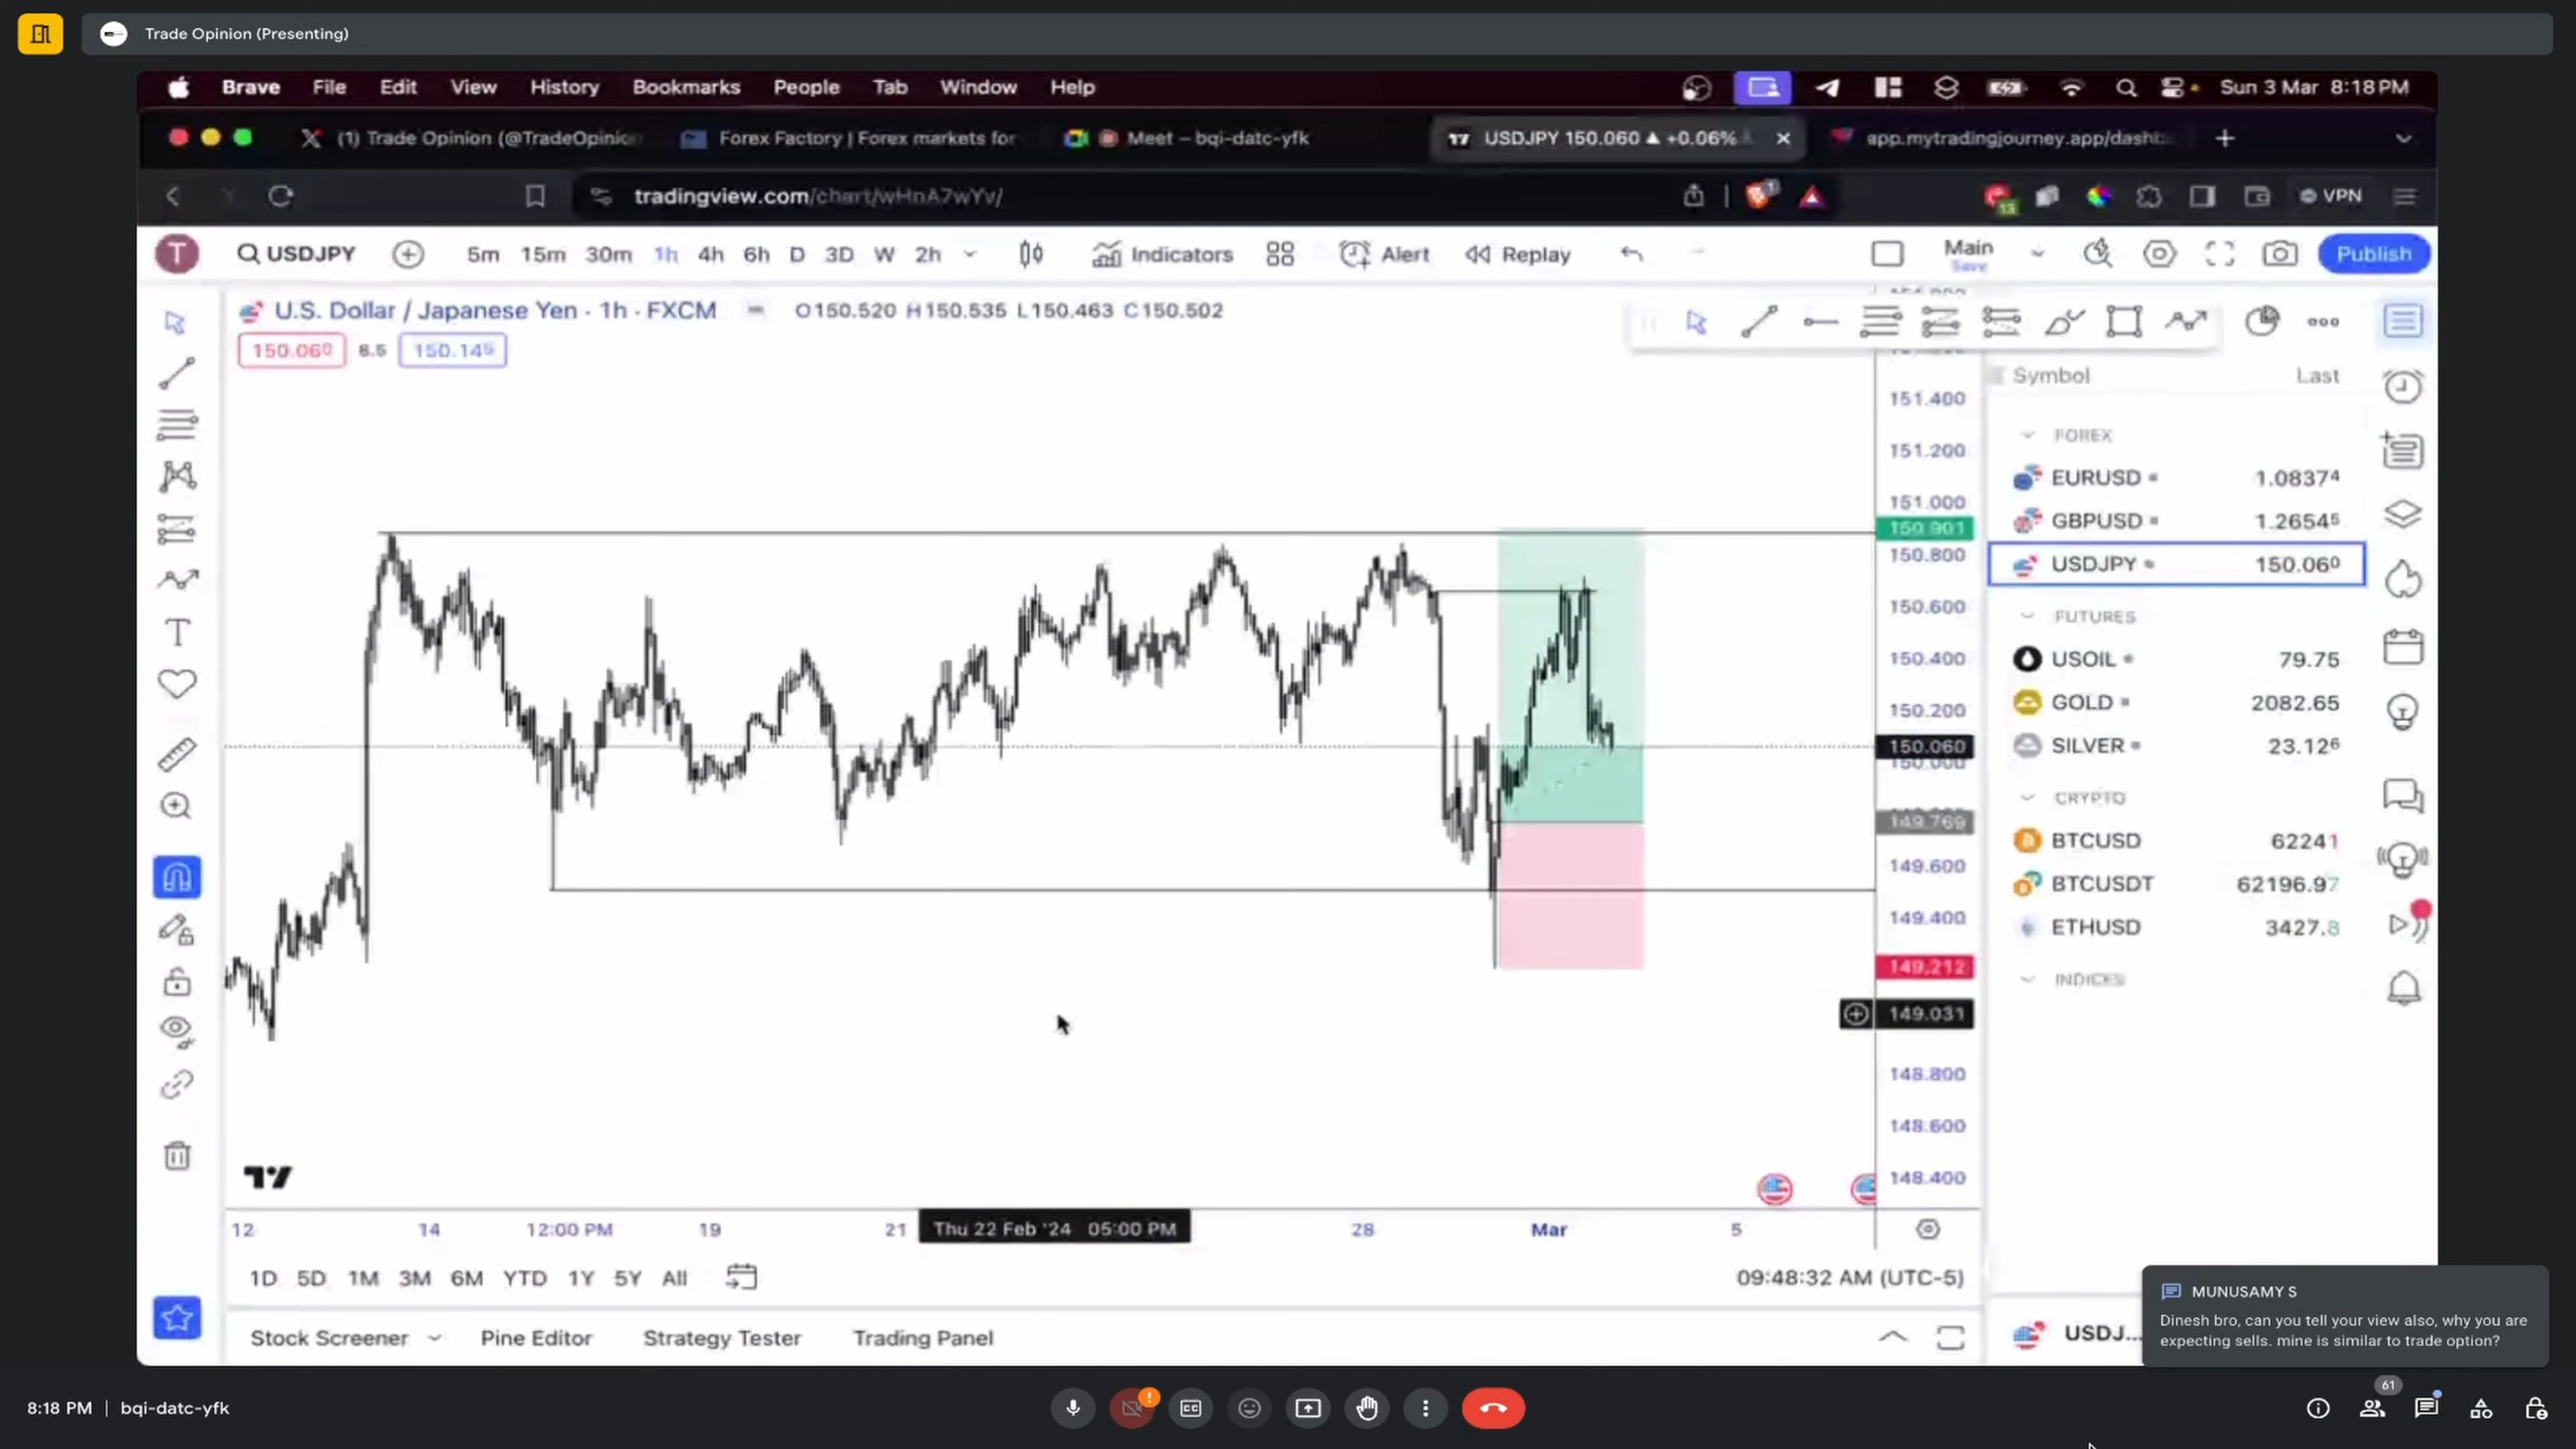 Trade Opinion (Presenting)
Brave File Edit View History Bookmarks People Tab Window Help Sun 3 Mar 8:18 PM
(1) Trade Opinion (@TradeOpinion Forex Factory | Forex markets for Meet – bqi-datc-yfk USDJPY 150.060 ▲ +0.06% app.mytradingjourney.app/dashb
tradingview.com/chart/wHnA7wYv/ 13 1 VPN
T USDJPY 5m 15m 30m 1h 4h 6h D 3D W 2h Indicators Alert Replay Main Save Publish
U.S. Dollar / Japanese Yen · 1h · FXCM O150.520 H150.535 L150.463 C150.502
150.060 8.5 150.145
Symbol Last
151.400
151.200
151.000
150.901
150.800
150.600
150.400
150.200
150.060
150.000
149.769
149.600
149.400
149.212
149.031
148.800
148.600
148.400
FOREX
EURUSD 1.08374
GBPUSD 1.26545
USDJPY 150.060
FUTURES
USOIL 79.75
GOLD 2082.65
SILVER 23.126
CRYPTO
BTCUSD 62241
BTCUSDT 62196.97
ETHUSD 3427.8
INDICES
12 14 12:00 PM 19 21 Thu 22 Feb '24 05:00 PM 28 Mar 5
1D 5D 1M 3M 6M YTD 1Y 5Y All 09:48:32 AM (UTC-5)
Stock Screener Pine Editor Strategy Tester Trading Panel
USDJ...
MUNUSAMY S
Dinesh bro, can you tell your view also, why you are
expecting sells. mine is similar to trade option?
8:18 PM | bqi-datc-yfk
61